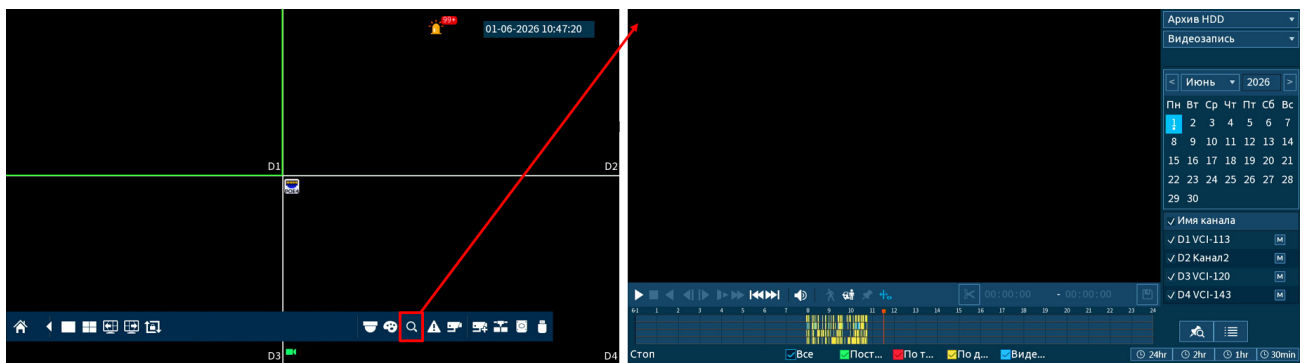 99+
01-06-2026 10:47:20
D1
D2
D3
D4
Архив HDD
Видеозапись
< Июнь 2026 >
Пн Вт Ср Чт Пт Сб Вс
1 2 3 4 5 6 7
8 9 10 11 12 13 14
15 16 17 18 19 20 21
22 23 24 25 26 27 28
29 30
Имя канала
D1 VCI-113 M
D2 Канал2 M
D3 VCI-120 M
D4 VCI-143 M
00:00:00 - 00:00:00
1 2 3 4 5 6 7 8 9 10 11 12 13 14 15 16 17 18 19 20 21 22 23 24
Стоп
Все Пост... По т... По д... Виде...
24hr 2hr 1hr 30min